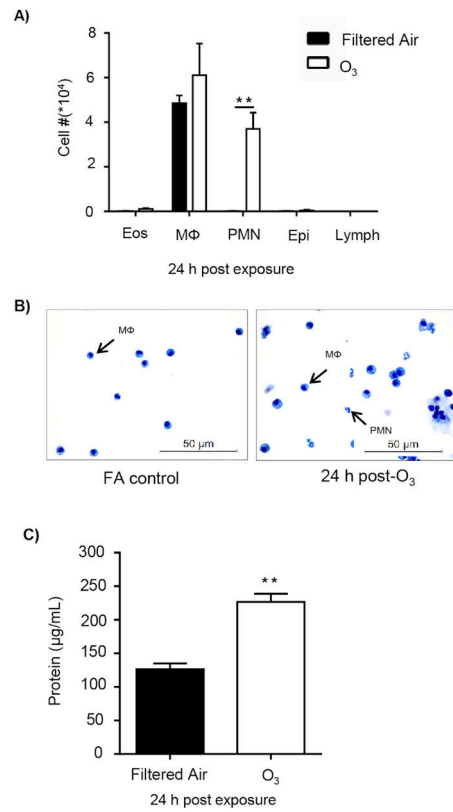 A)
Filtered Air
O3
**
Cell #(*10⁴)
8
6
4
2
0
Eos MΦ PMN Epi Lymph
24 h post exposure
B)
MΦ
50 µm
FA control
MΦ
PMN
50 µm
24 h post-O3
C)
Protein (µg/mL)
300
250
200
150
100
50
0
**
Filtered Air O3
24 h post exposure